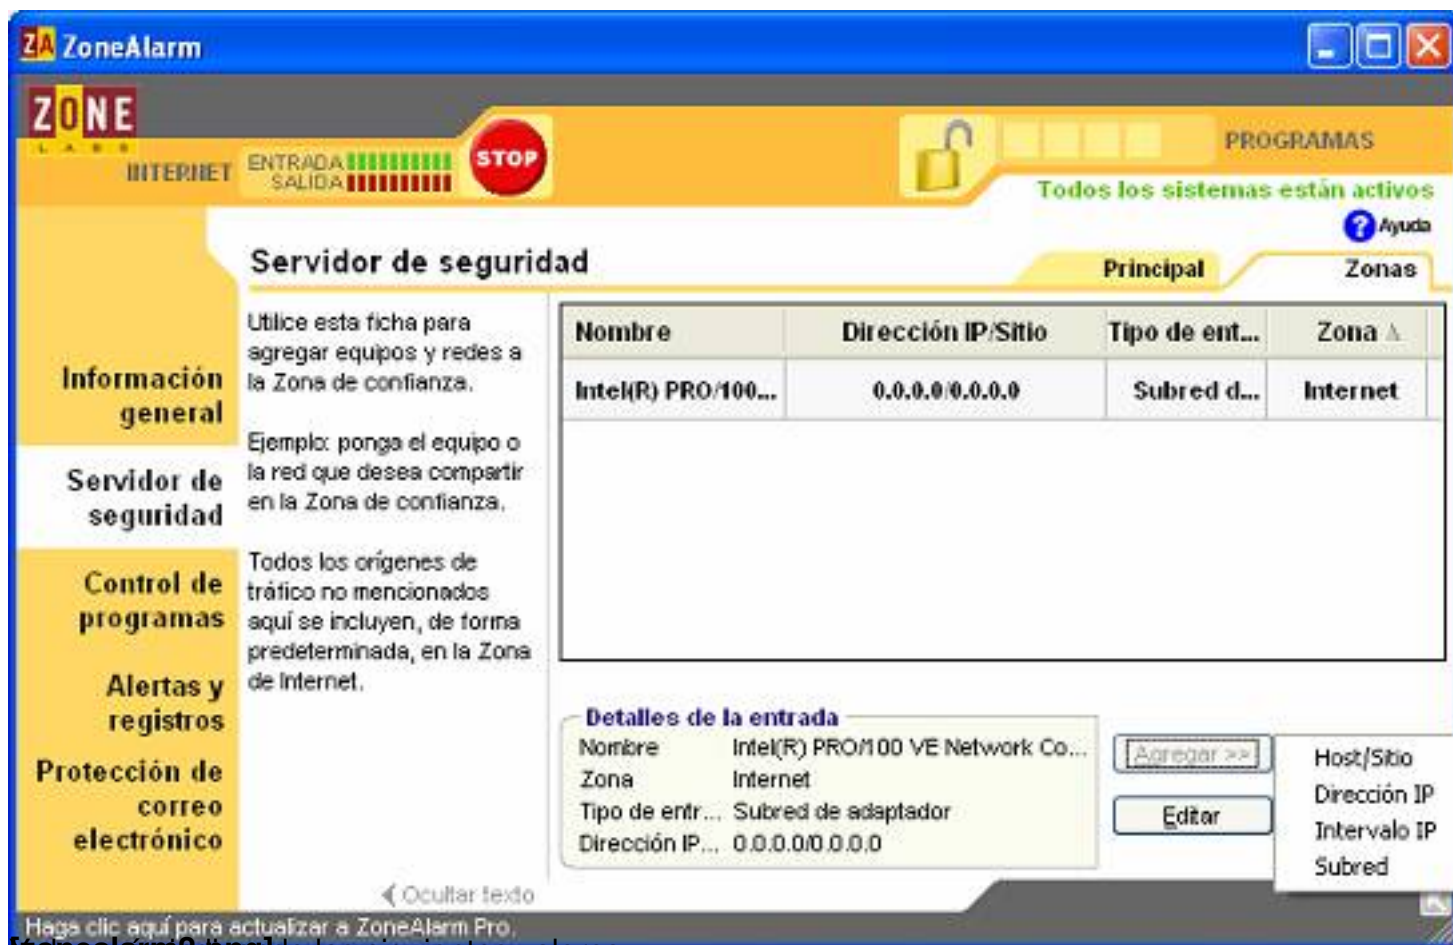 ZA ZoneAlarm
ZONE
LABS
INTERNET
ENTRADA
SALIDA
STOP
PROGRAMAS
Todos los sistemas están activos
Ayuda
Servidor de seguridad
Principal
Zonas
Información general
Servidor de seguridad
Control de programas
Alertas y registros
Protección de correo electrónico
Utilice esta ficha para
agregar equipos y redes a
la Zona de confianza.
Ejemplo: ponga el equipo o
la red que desea compartir
en la Zona de confianza.
Todos los orígenes de
tráfico no mencionados
aquí se incluyen, de forma
predeterminada, en la Zona
de Internet.
Ocultar texto
Nombre Dirección IP/Sitio Tipo de ent... Zona
Intel(R) PRO/100... 0.0.0.0/0.0.0.0 Subred d... Internet
Detalles de la entrada
Nombre Intel(R) PRO/100 VE Network Co...
Zona Internet
Tipo de entr... Subred de adaptador
Dirección IP... 0.0.0.0/0.0.0.0
Agregar >>
Editar
Host/Sitio
Dirección IP
Intervalo IP
Subred
Haga clic aquí para actualizar a ZoneAlarm Pro.